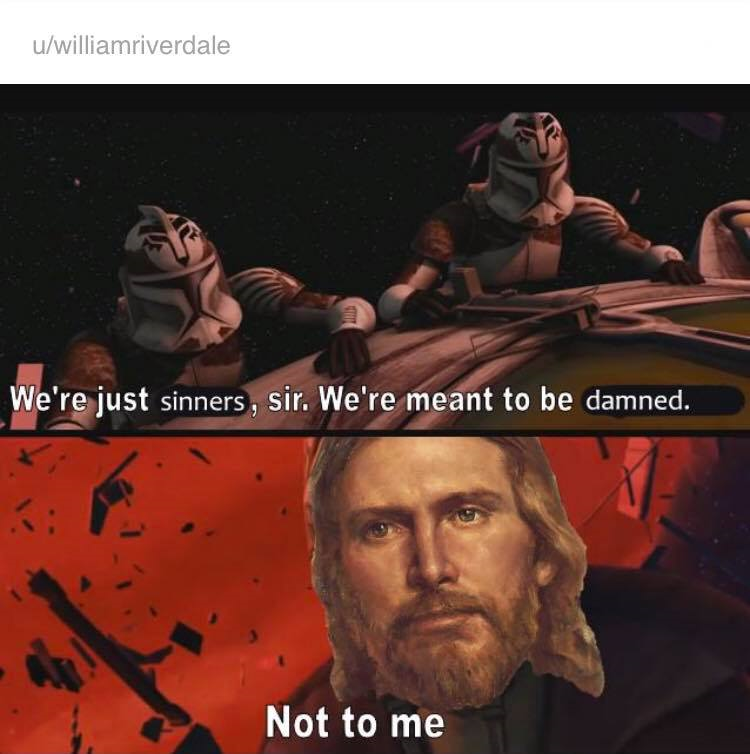 u/williamriverdale
We're just sinners, sir. We're meant to be damned.
Not to me